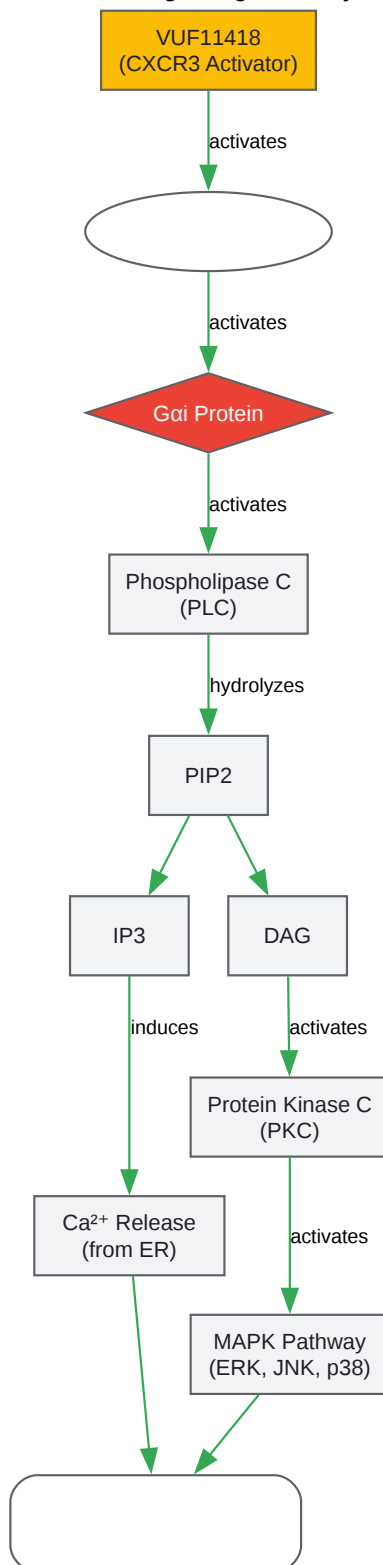 VUF11418
(CXCR3 Activator)
activates
activates
Gαi Protein
activates
Phospholipase C
(PLC)
hydrolyzes
PIP2
IP3
DAG
induces
activates
Protein Kinase C
(PKC)
Ca²⁺ Release
(from ER)
activates
MAPK Pathway
(ERK, JNK, p38)